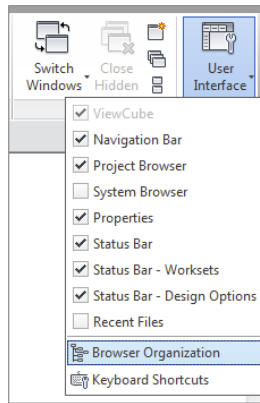 Switch Windows
Close Hidden
User Interface
ViewCube
Navigation Bar
Project Browser
System Browser
Properties
Status Bar
Status Bar - Worksets
Status Bar - Design Options
Recent Files
Browser Organization
Keyboard Shortcuts